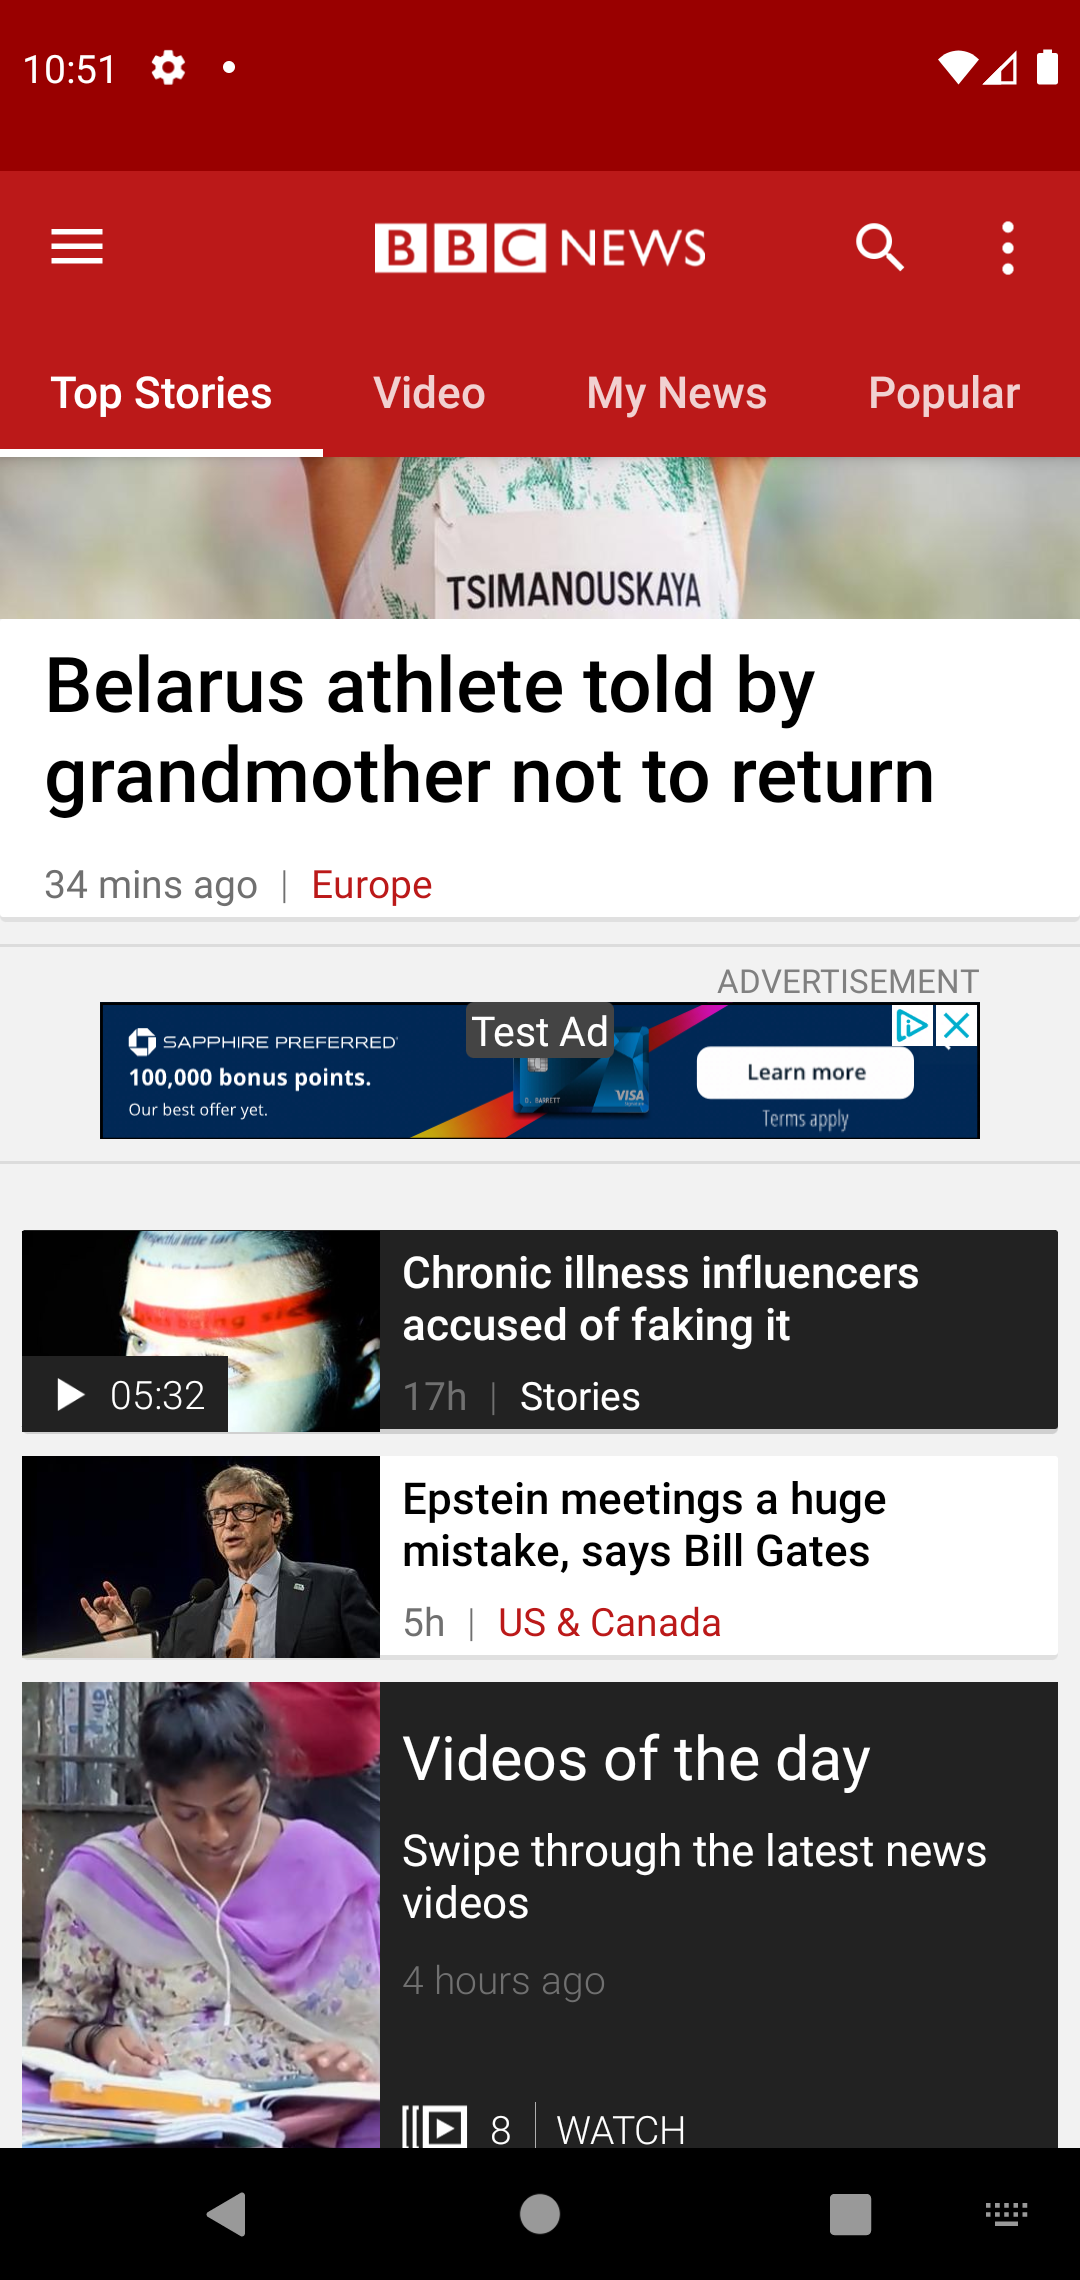 10:51
BBC NEWS
Top Stories
Video
My News
Popular
TSIMANOUSKAYA
Belarus athlete told by
grandmother not to return
34 mins ago | Europe
ADVERTISEMENT
Test Ad
SAPPHIRE PREFERRED
100,000 bonus points.
Our best offer yet.
D. BARRETT
VISA
Learn more
Terms apply
Chronic illness influencers
accused of faking it
05:32
17h | Stories
Epstein meetings a huge
mistake, says Bill Gates
5h | US & Canada
Videos of the day
Swipe through the latest news
videos
4 hours ago
8 | WATCH